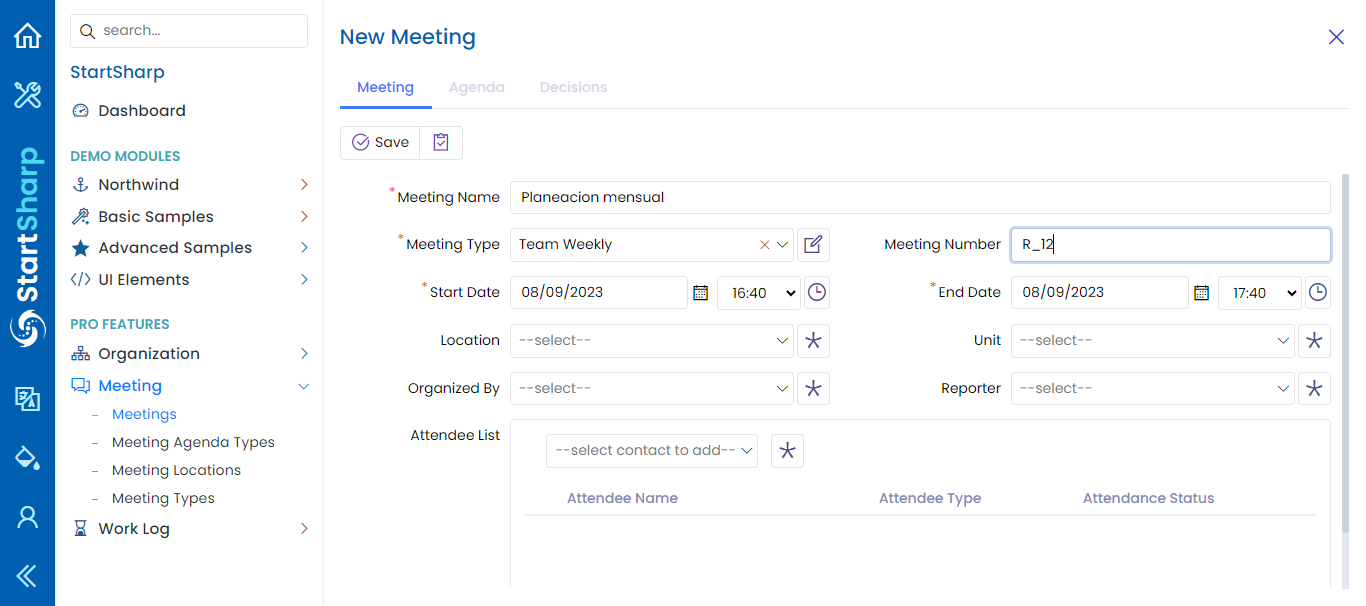 search...
StartSharp
Dashboard
DEMO MODULES
Northwind
Basic Samples
Advanced Samples
UI Elements
PRO FEATURES
Organization
Meeting
Meetings
Meeting Agenda Types
Meeting Locations
Meeting Types
Work Log
StartSharp
New Meeting
Meeting Agenda Decisions
Save
*Meeting Name Planeacion mensual
*Meeting Type Team Weekly Meeting Number R_12
*Start Date 08/09/2023 16:40 *End Date 08/09/2023 17:40
Location --select-- Unit --select--
Organized By --select-- Reporter --select--
Attendee List
--select contact to add--
Attendee Name Attendee Type Attendance Status